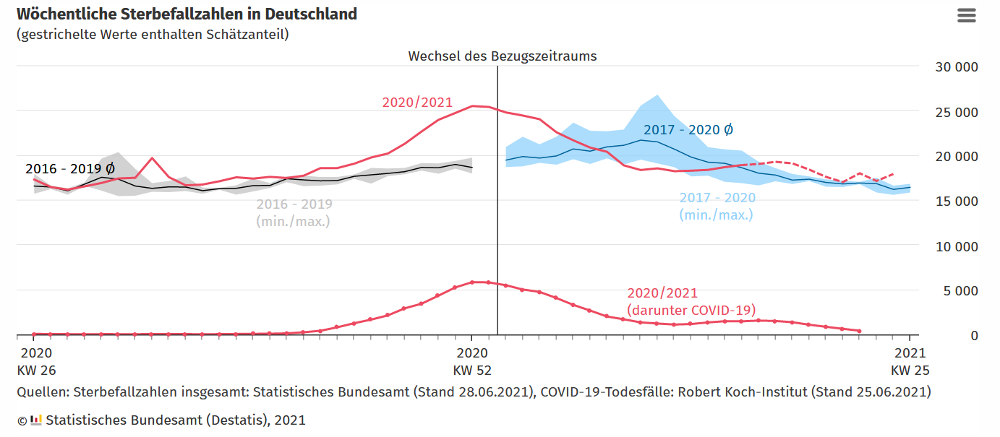 Wöchentliche Sterbefallzahlen in Deutschland
(gestrichelte Werte enthalten Schätzanteil)
Wechsel des Bezugszeitraums
30 000
2020/2021
25 000
2017 - 2020 Ø
20 000
2016 - 2019 Ø
2016 - 2019
(min./max.)
2017 - 2020
(min./max.)
15 000
10 000
5 000
2020/2021
(darunter COVID-19)
0
2020
KW 26
2020
KW 52
2021
KW 25
Quellen: Sterbefallzahlen insgesamt: Statistisches Bundesamt (Stand 28.06.2021), COVID-19-Todesfälle: Robert Koch-Institut (Stand 25.06.2021)
© Statistisches Bundesamt (Destatis), 2021